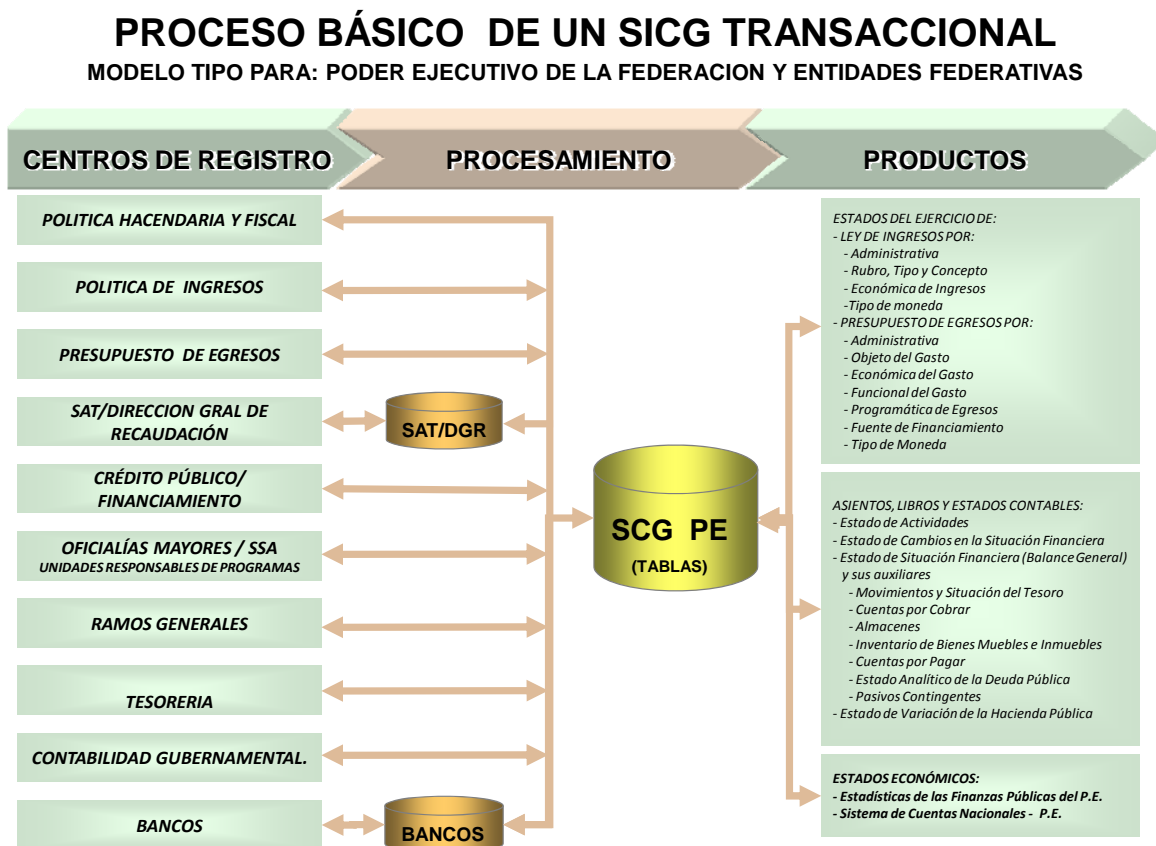 PROCESO BÁSICO DE UN SICG TRANSACCIONAL
MODELO TIPO PARA: PODER EJECUTIVO DE LA FEDERACION Y ENTIDADES FEDERATIVAS
CENTROS DE REGISTRO
PROCESAMIENTO
PRODUCTOS
POLITICA HACENDARIA Y FISCAL
POLITICA DE INGRESOS
PRESUPUESTO DE EGRESOS
SAT/DIRECCION GRAL DE
RECAUDACIÓN
CRÉDITO PÚBLICO/
FINANCIAMIENTO
OFICIALÍAS MAYORES / SSA
UNIDADES RESPONSABLES DE PROGRAMAS
RAMOS GENERALES
TESORERIA
CONTABILIDAD GUBERNAMENTAL.
BANCOS
SAT/DGR
BANCOS
SCG PE
(TABLAS)
ESTADOS DEL EJERCICIO DE:
- LEY DE INGRESOS POR:
- Administrativa
- Rubro, Tipo y Concepto
- Económica de Ingresos
-Tipo de moneda
- PRESUPUESTO DE EGRESOS POR:
- Administrativa
- Objeto del Gasto
- Económica del Gasto
- Funcional del Gasto
- Programática de Egresos
- Fuente de Financiamiento
- Tipo de Moneda
ASIENTOS, LIBROS Y ESTADOS CONTABLES:
- Estado de Actividades
- Estado de Cambios en la Situación Financiera
- Estado de Situación Financiera (Balance General)
y sus auxiliares
- Movimientos y Situación del Tesoro
- Cuentas por Cobrar
- Almacenes
- Inventario de Bienes Muebles e Inmuebles
- Cuentas por Pagar
- Estado Analítico de la Deuda Pública
- Pasivos Contingentes
- Estado de Variación de la Hacienda Pública
ESTADOS ECONÓMICOS:
- Estadísticas de las Finanzas Públicas del P.E.
- Sistema de Cuentas Nacionales - P.E.